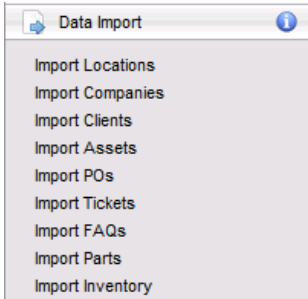 Data Import
Import Locations
Import Companies
Import Clients
Import Assets
Import POs
Import Tickets
Import FAQs
Import Parts
Import Inventory